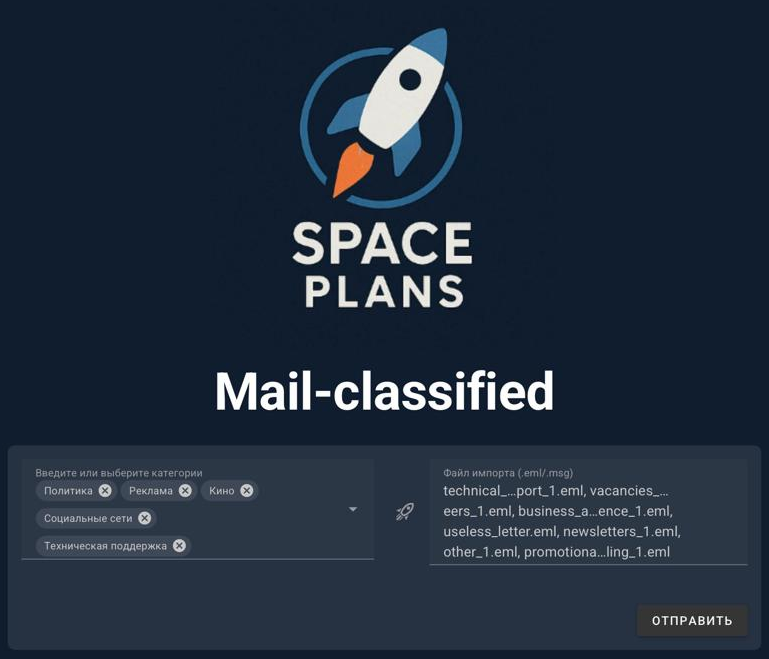 SPACE
PLANS
Mail-classified
Введите или выберите категории
Политика
Реклама
Кино
Социальные сети
Техническая поддержка
Файл импорта (.eml/.msg)
technical_...port_1.eml, vacancies_...
eers_1.eml, business_a...ence_1.eml,
useless_letter.eml, newsletters_1.eml,
other_1.eml, promotiona...ling_1.eml
ОТПРАВИТЬ